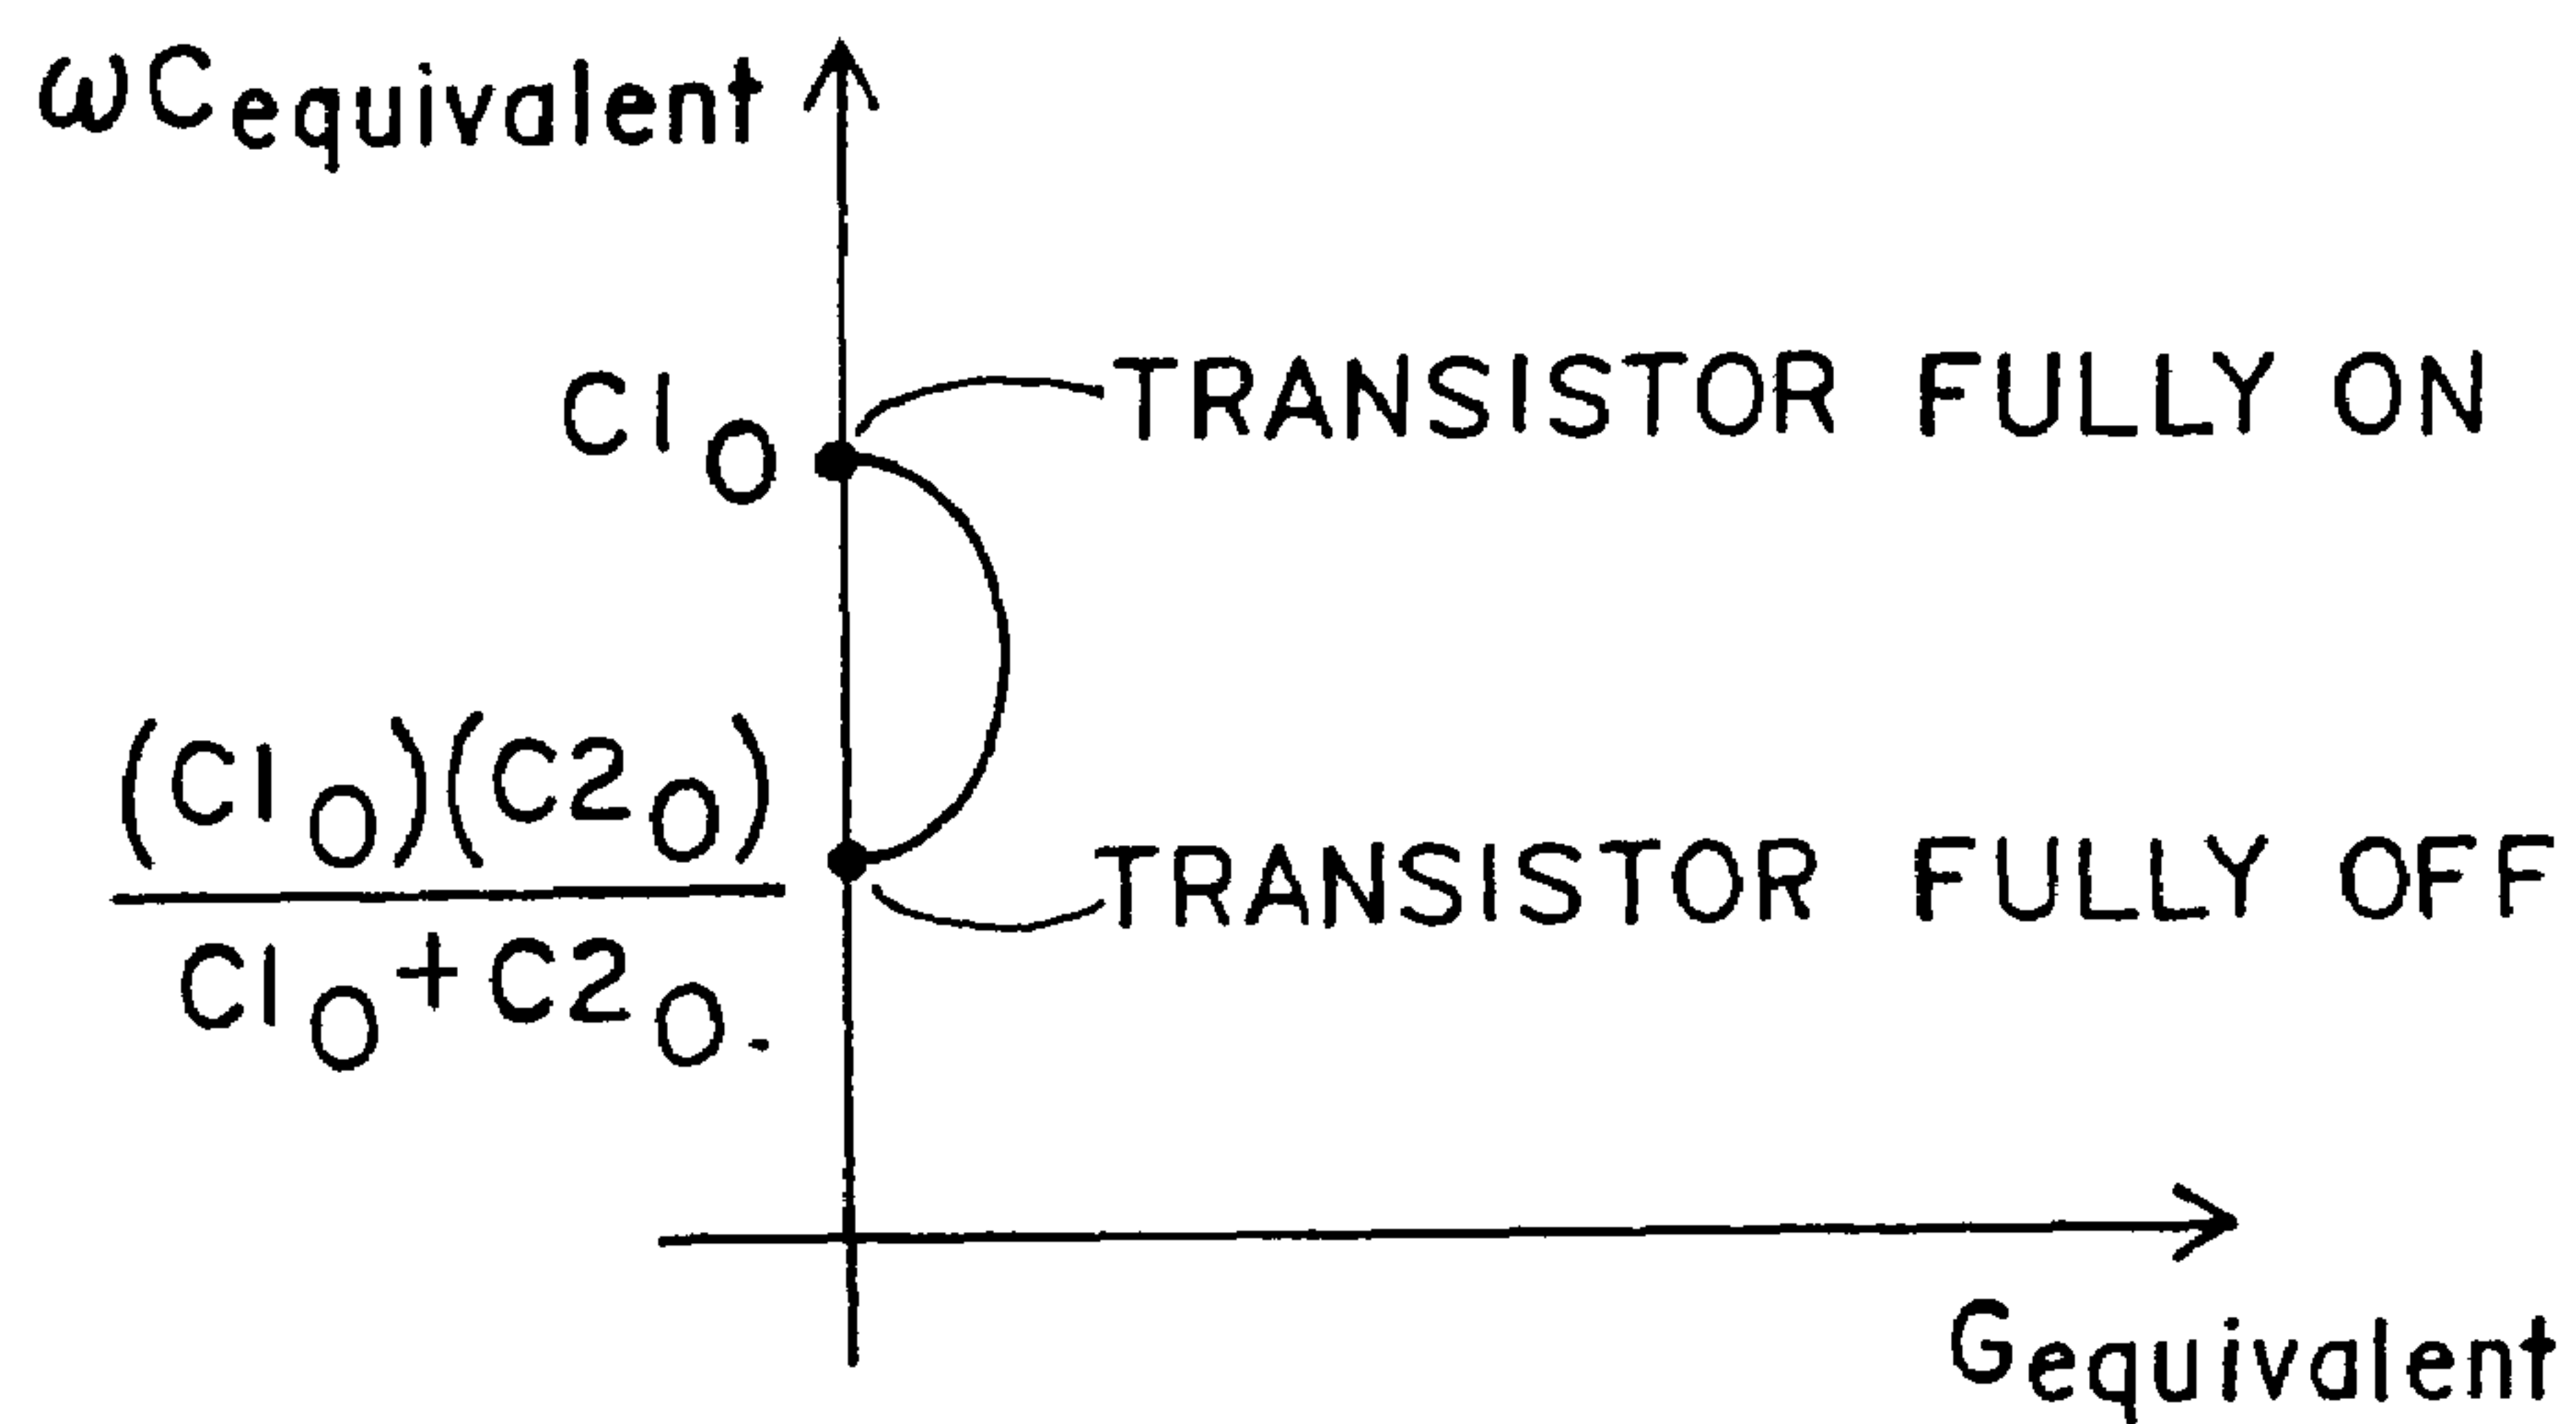 ωCequivalent
C1O
TRANSISTOR FULLY ON
(C1O)(C2O)
C1O+C2O.
TRANSISTOR FULLY OFF
Gequivalent